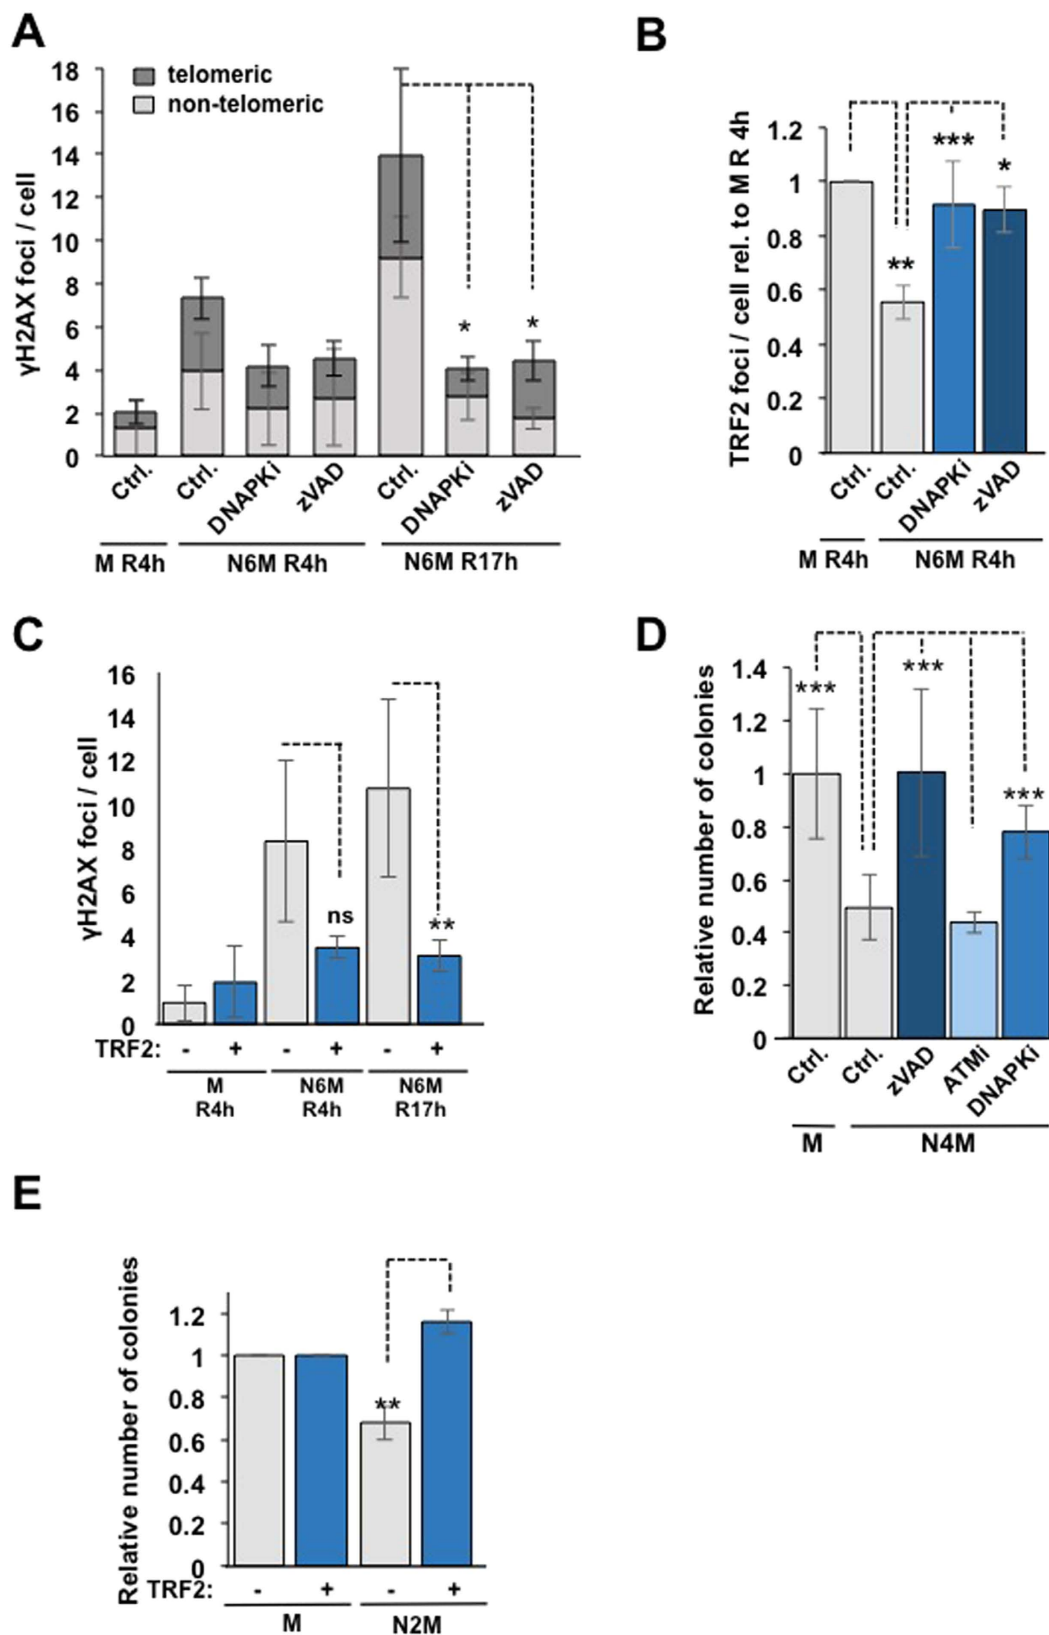 A
18
16
14
12
10
8
6
4
2
0
γH2AX foci / cell
telomeric
non-telomeric
* *
Ctrl. Ctrl. DNAPKi zVAD Ctrl. DNAPKi zVAD
M R4h N6M R4h N6M R17h
B
1.2
1
0.8
0.6
0.4
0.2
0
TRF2 foci / cell rel. to M R 4h
** *** *
Ctrl. Ctrl. DNAPKi zVAD
M R4h N6M R4h
C
16
14
12
10
8
6
4
2
0
γH2AX foci / cell
ns **
TRF2: - + - + - +
M N6M N6M
R4h R4h R17h
D
1.4
1.2
1
0.8
0.6
0.4
0.2
0
Relative number of colonies
*** *** ***
Ctrl. Ctrl. zVAD ATMi DNAPKi
M N4M
E
1.2
1
0.8
0.6
0.4
0.2
0
Relative number of colonies
**
TRF2: - + - +
M N2M